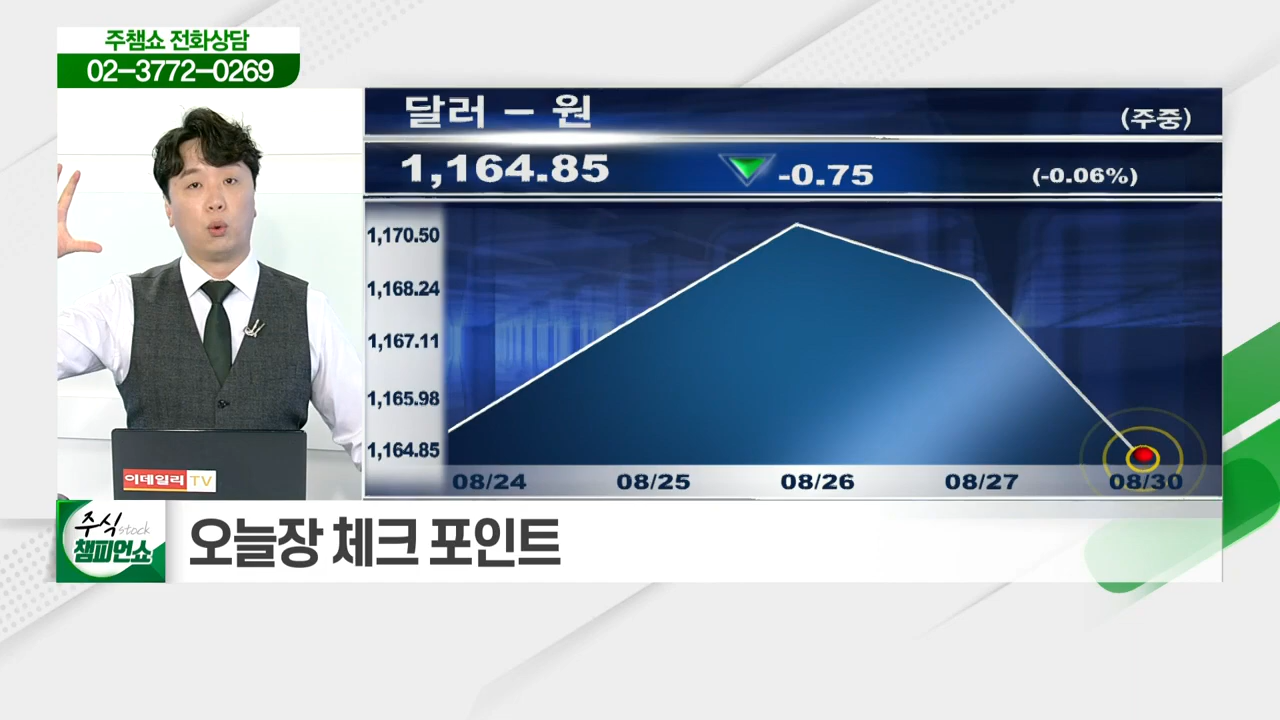 주챔쇼 전화상담
02-3772-0269
달러 - 원
(주중)
1,164.85
-0.75
(-0.06%)
1,170.50
1,168.24
1,167.11
1,165.98
1,164.85
08/24
08/25
08/26
08/27
08/30
이데일리 TV
주식 stock
챔피언쇼
오늘장 체크 포인트